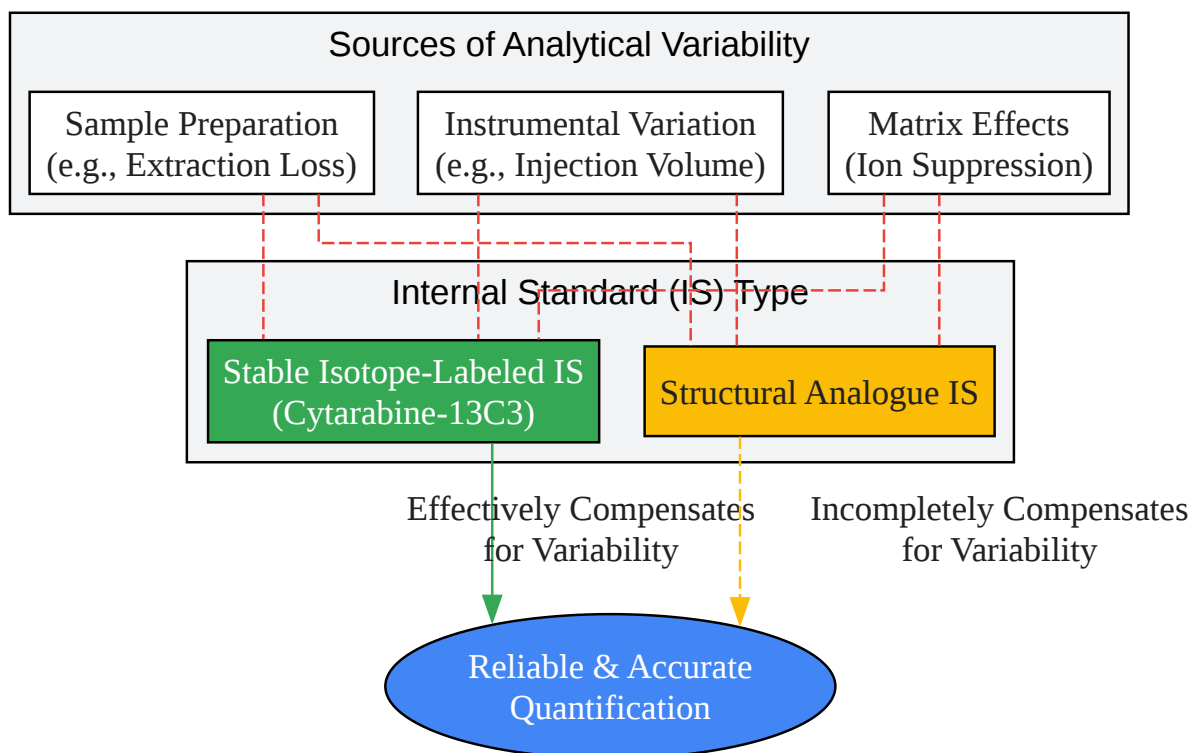 Sources of Analytical Variability
Sample Preparation
(e.g., Extraction Loss)
Instrumental Variation
(e.g., Injection Volume)
Matrix Effects
(Ion Suppression)
Internal Standard (IS) Type
Stable Isotope-Labeled IS
(Cytarabine-13C3)
Structural Analogue IS
Effectively Compensates
for Variability
Incompletely Compensates
for Variability
Reliable & Accurate
Quantification